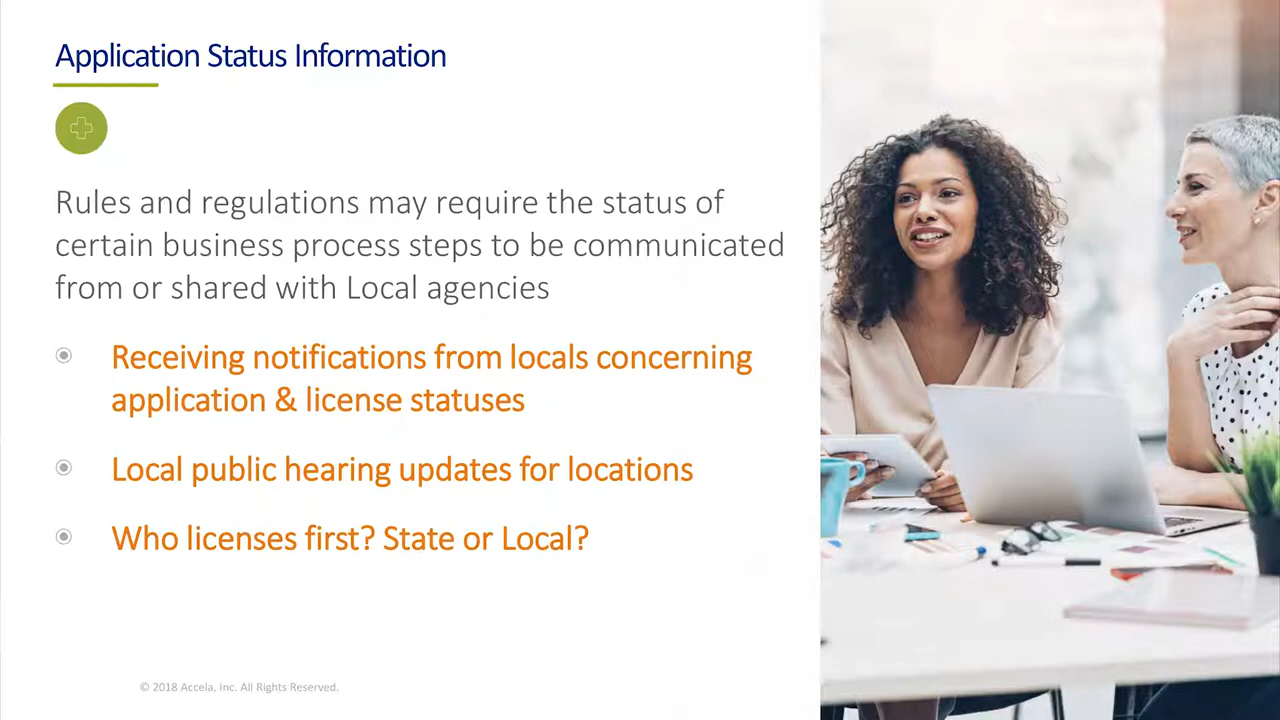 Application Status Information
Rules and regulations may require the status of
certain business process steps to be communicated
from or shared with Local agencies
Receiving notifications from locals concerning
application & license statuses
Local public hearing updates for locations
Who licenses first? State or Local?
© 2018 Accela, Inc. All Rights Reserved.